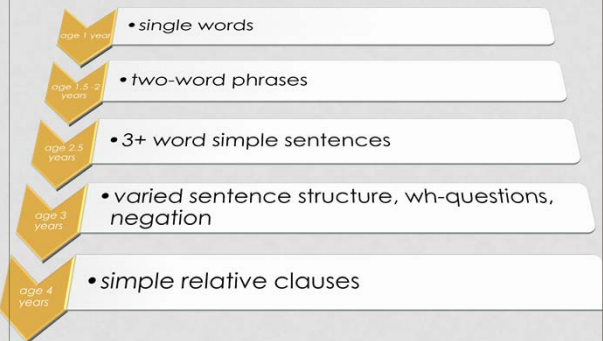 age 1 year
• single words
age 1.5 -2
years
• two-word phrases
age 2.5
years
• 3+ word simple sentences
age 3
years
• varied sentence structure, wh-questions,
negation
age 4
years
• simple relative clauses